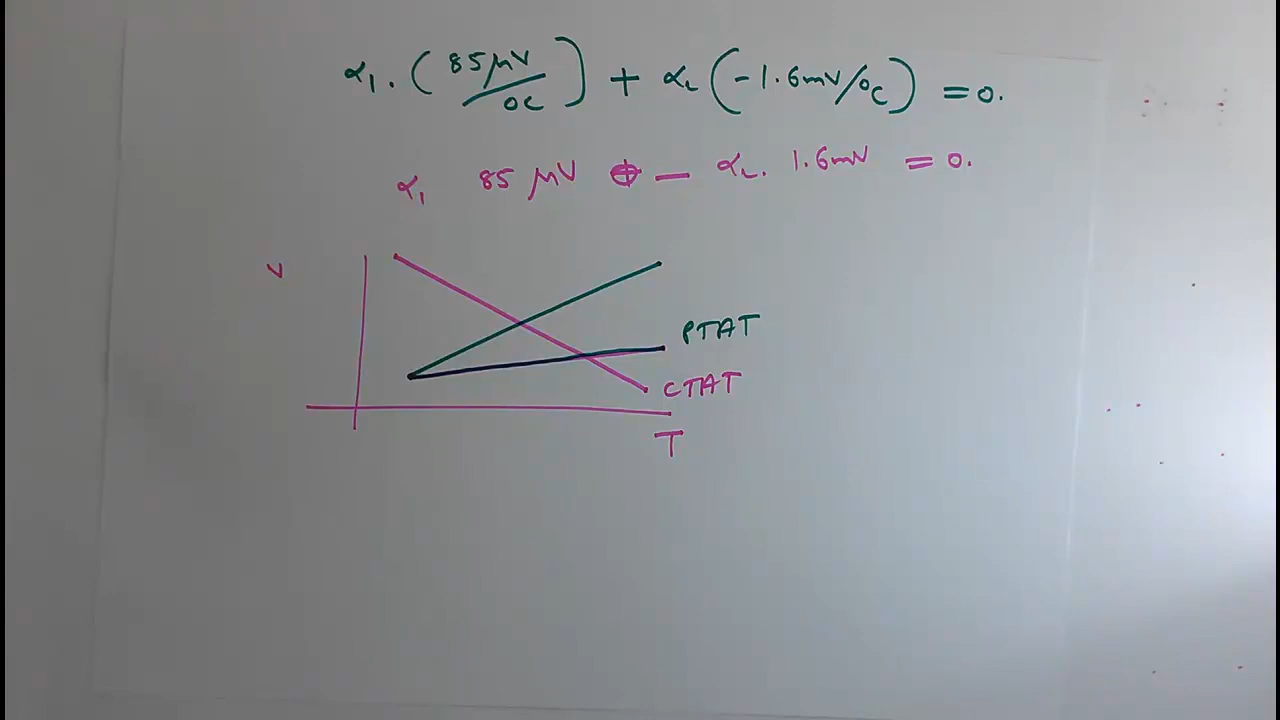 α₁. (85μV/°C) + α₂ (-1.6mV/°C) = 0.
α₁ 85 μV - α₂. 1.6mV = 0.
V
PTAT
CTAT
T